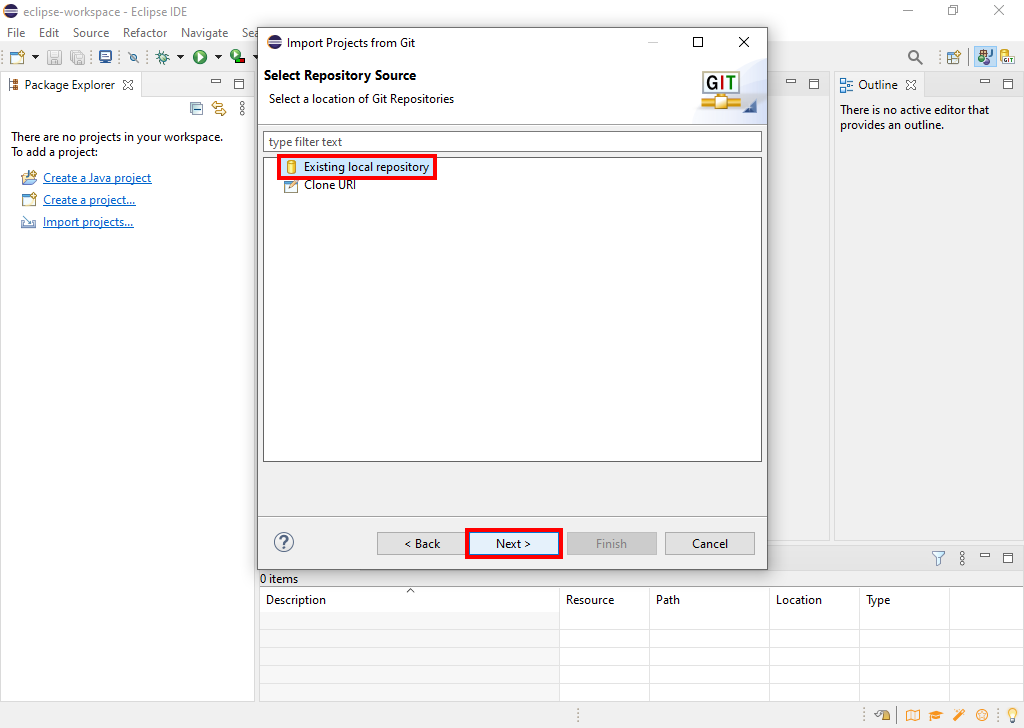 eclipse-workspace - Eclipse IDE
File Edit Source Refactor Navigate Sea
Import Projects from Git
Select Repository Source
Select a location of Git Repositories
GIT
type filter text
Existing local repository
Clone URI
< Back Next > Finish Cancel
Package Explorer
There are no projects in your workspace.
To add a project:
Create a Java project
Create a project...
Import projects...
GIT
Outline
There is no active editor that
provides an outline.
0 items
Description Resource Path Location Type